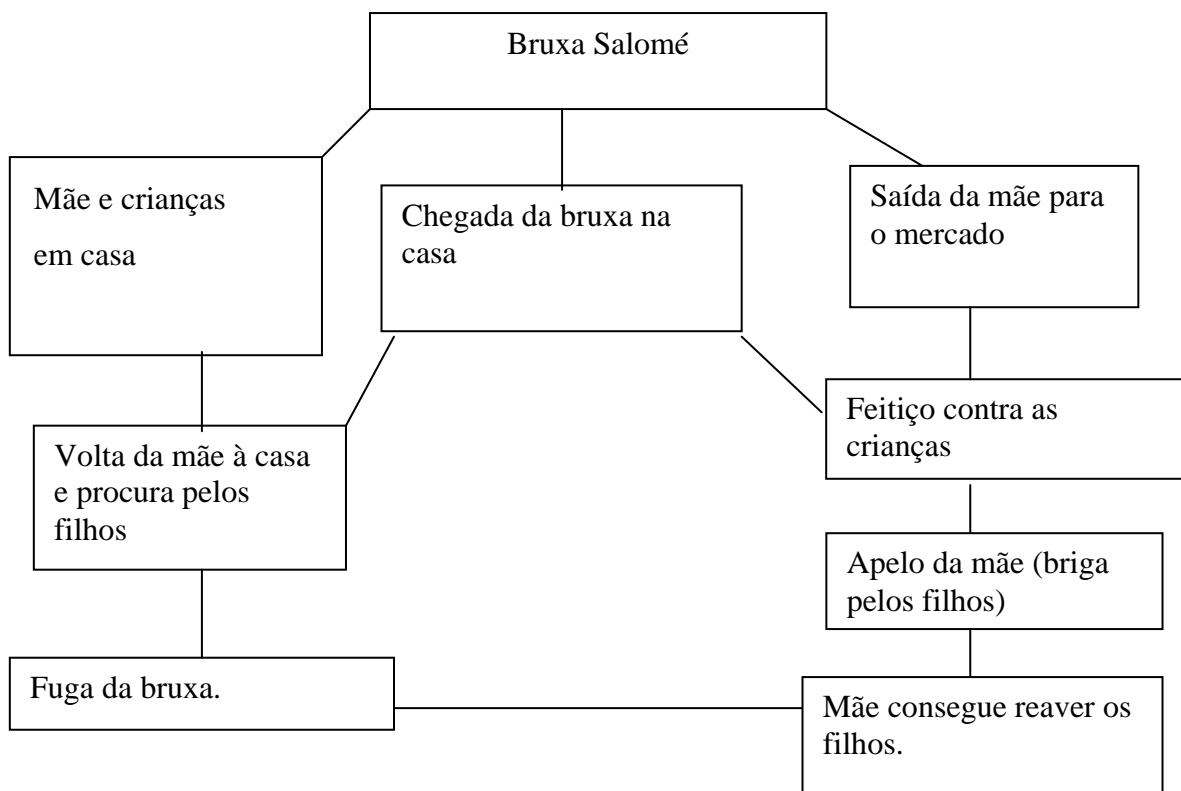 Bruxa Salomé
Mãe e crianças
em casa
Chegada da bruxa na
casa
Saída da mãe para
o mercado
Feitiço contra as
crianças
Volta da mãe à casa
e procura pelos
filhos
Apelo da mãe (briga
pelos filhos)
Fuga da bruxa.
Mãe consegue reaver os
filhos.